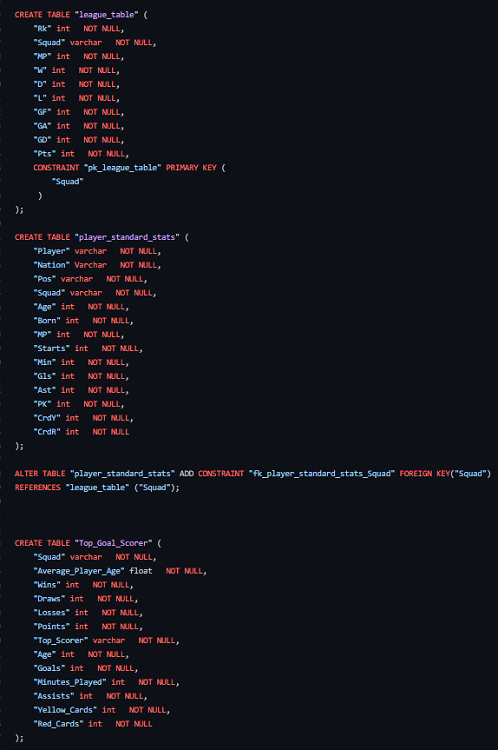 CREATE TABLE "league_table" (
"Rk" int NOT NULL,
"Squad" varchar NOT NULL,
"MP" int NOT NULL,
"W" int NOT NULL,
"D" int NOT NULL,
"L" int NOT NULL,
"GF" int NOT NULL,
"GA" int NOT NULL,
"GD" int NOT NULL,
"Pts" int NOT NULL,
CONSTRAINT "pk_league_table" PRIMARY KEY (
"Squad"
)
);
CREATE TABLE "player_standard_stats" (
"Player" varchar NOT NULL,
"Nation" Varchar NOT NULL,
"Pos" varchar NOT NULL,
"Squad" varchar NOT NULL,
"Age" int NOT NULL,
"Born" int NOT NULL,
"MP" int NOT NULL,
"Starts" int NOT NULL,
"Min" int NOT NULL,
"Gls" int NOT NULL,
"Ast" int NOT NULL,
"PK" int NOT NULL,
"CrdY" int NOT NULL,
"CrdR" int NOT NULL
);
ALTER TABLE "player_standard_stats" ADD CONSTRAINT "fk_player_standard_stats_Squad" FOREIGN KEY("Squad")
REFERENCES "league_table" ("Squad");
CREATE TABLE "Top_Goal_Scorer" (
"Squad" varchar NOT NULL,
"Average_Player_Age" float NOT NULL,
"Wins" int NOT NULL,
"Draws" int NOT NULL,
"Losses" int NOT NULL,
"Points" int NOT NULL,
"Top_Scorer" varchar NOT NULL,
"Age" int NOT NULL,
"Goals" int NOT NULL,
"Minutes_Played" int NOT NULL,
"Assists" int NOT NULL,
"Yellow_Cards" int NOT NULL,
"Red_Cards" int NOT NULL
);